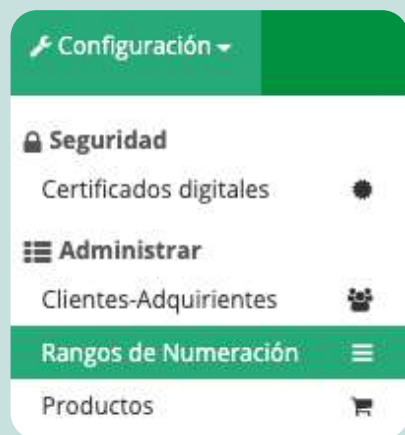 Configuración
Seguridad
Certificados digitales
Administrar
Clientes-Adquirientes
Rangos de Numeración
Productos